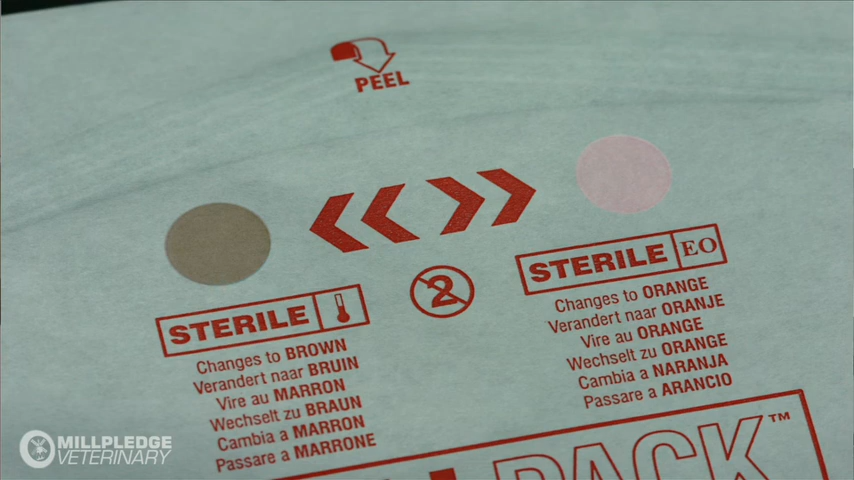 PEEL
STERILE
Changes to BROWN
Verandert naar BRUIN
Vire au MARRON
Wechselt zu BRAUN
Cambia a MARRON
Passare a MARRONE
2
STERILE EO
Changes to ORANGE
Verandert naar ORANJE
Vire au ORANGE
Wechselt zu ORANGE
Cambia a NARANJA
Passare a ARANCIO
PACK™
MILLPLEDGE
VETERINARY